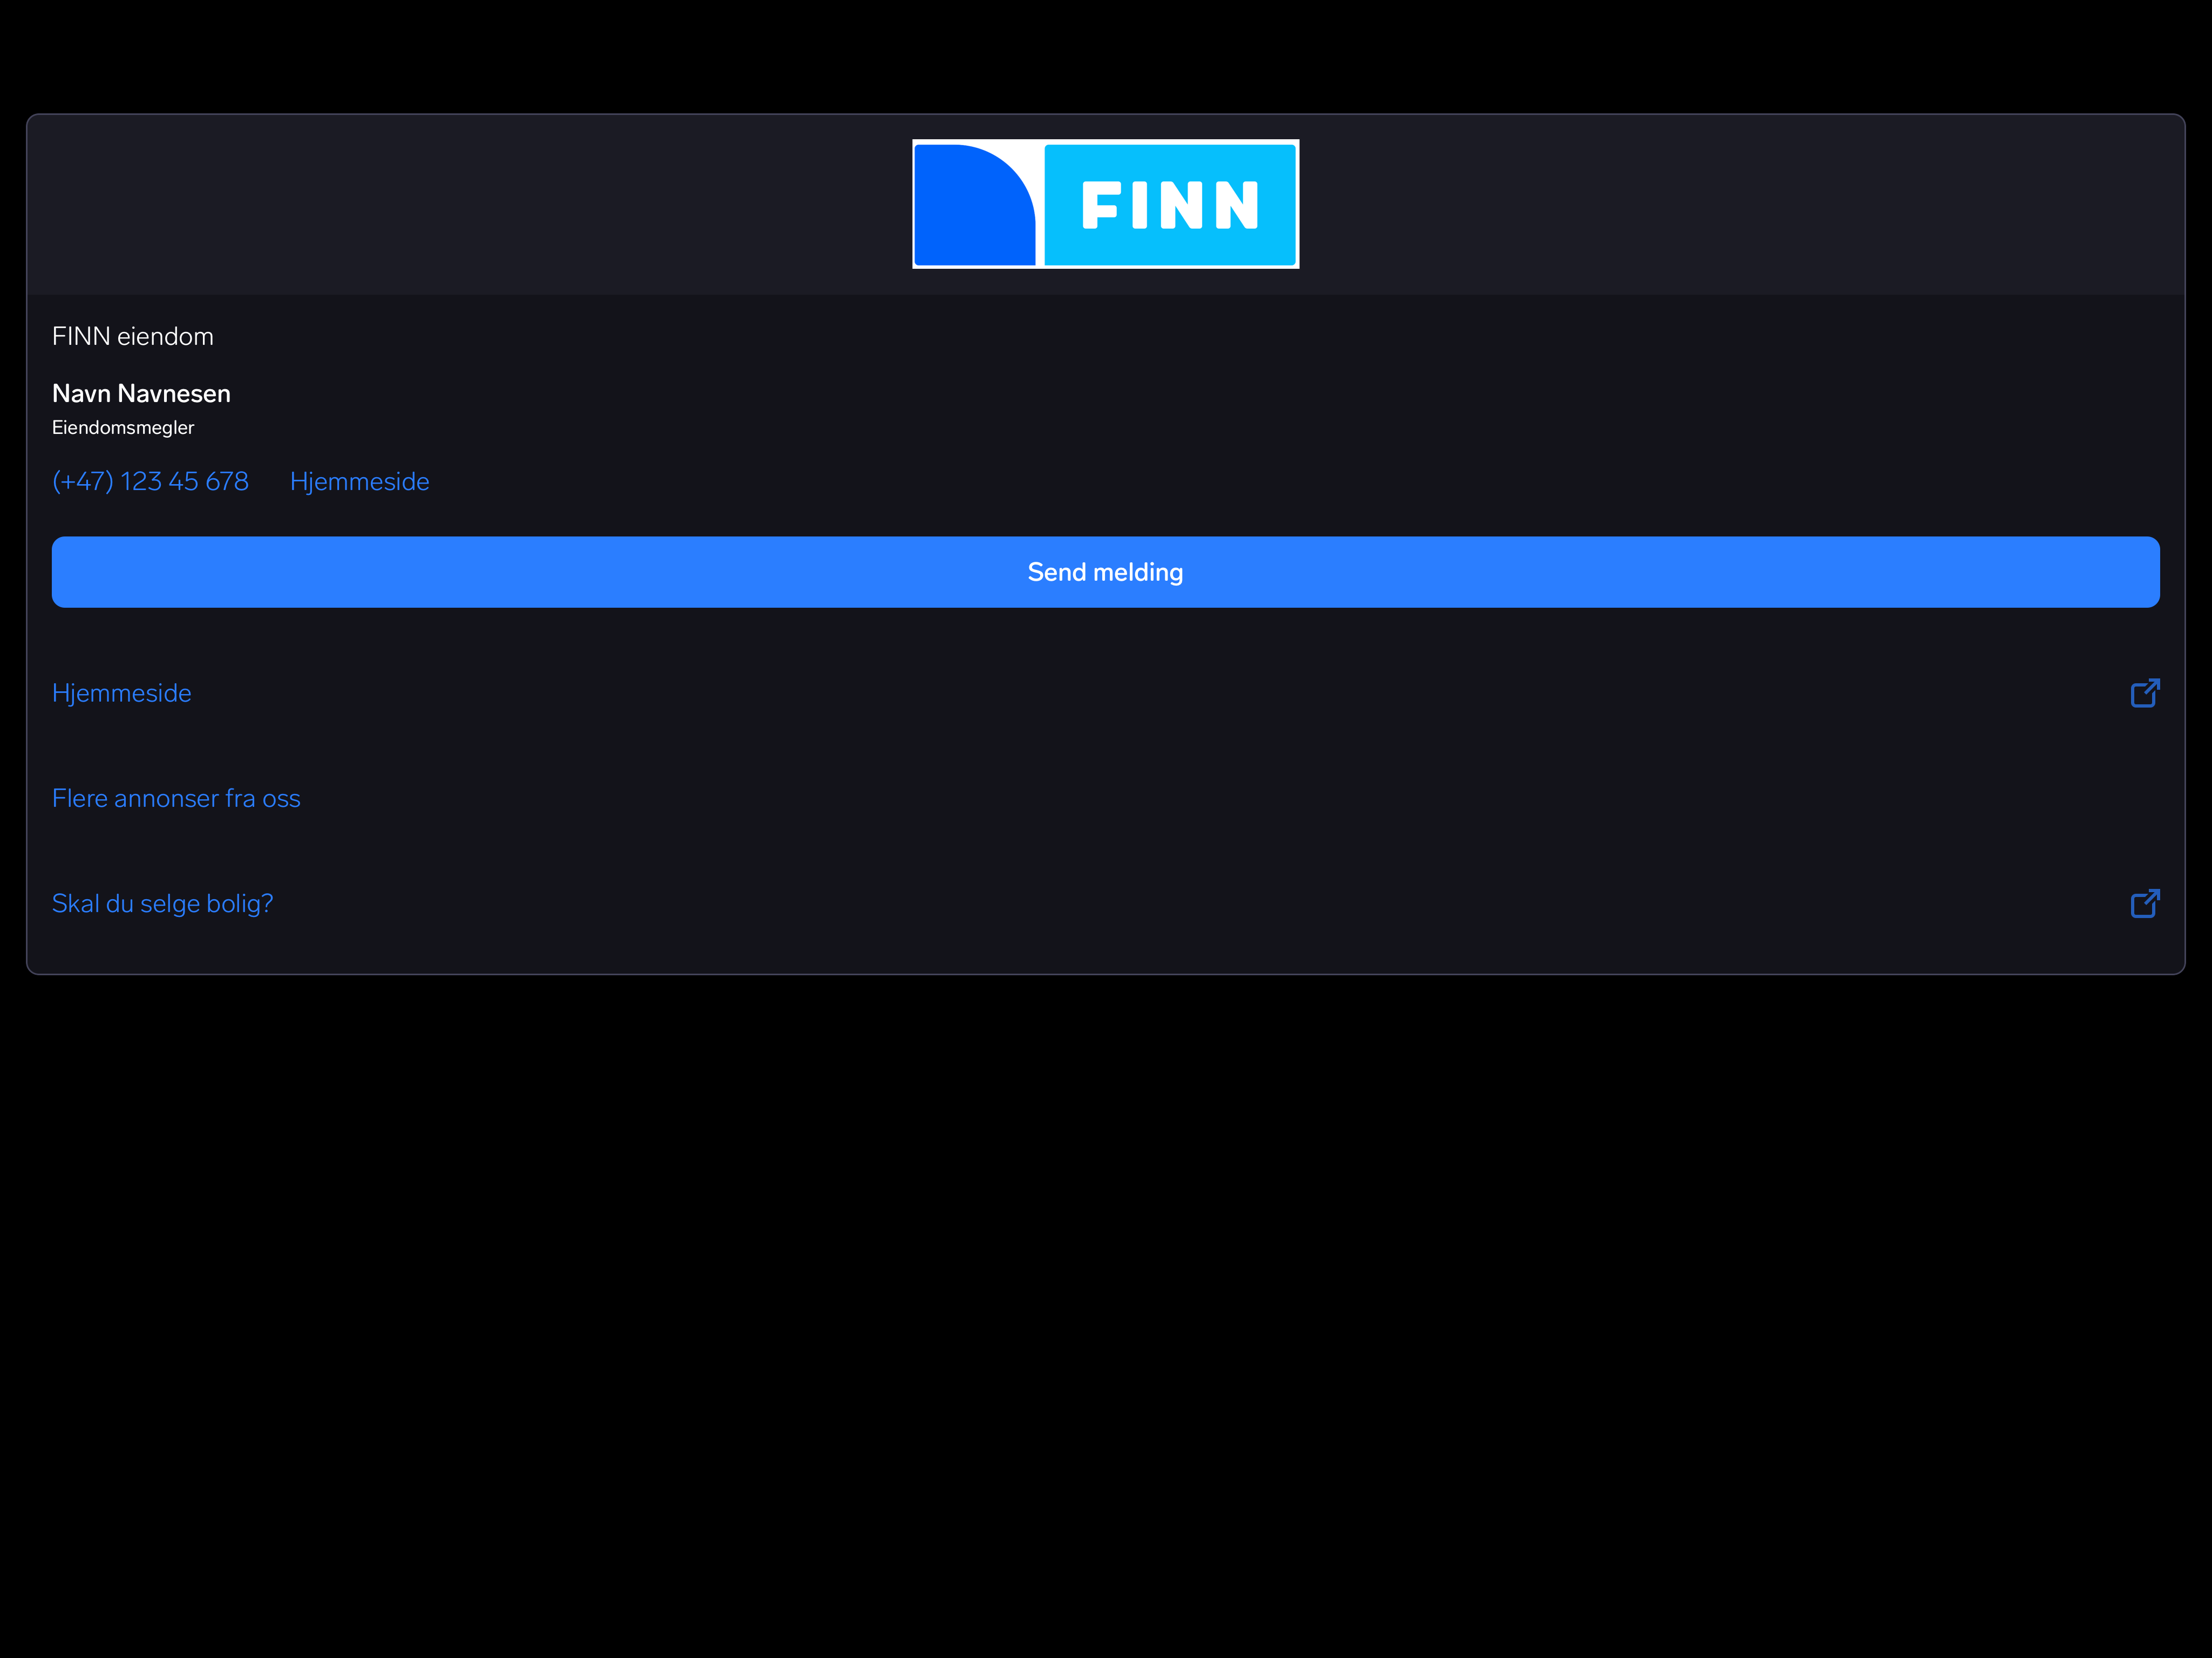 FINN
FINN eiendom
Navn Navnesen
Eiendomsmegler
(+47) 123 45 678 Hjemmeside
Send melding
Hjemmeside
Flere annonser fra oss
Skal du selge bolig?